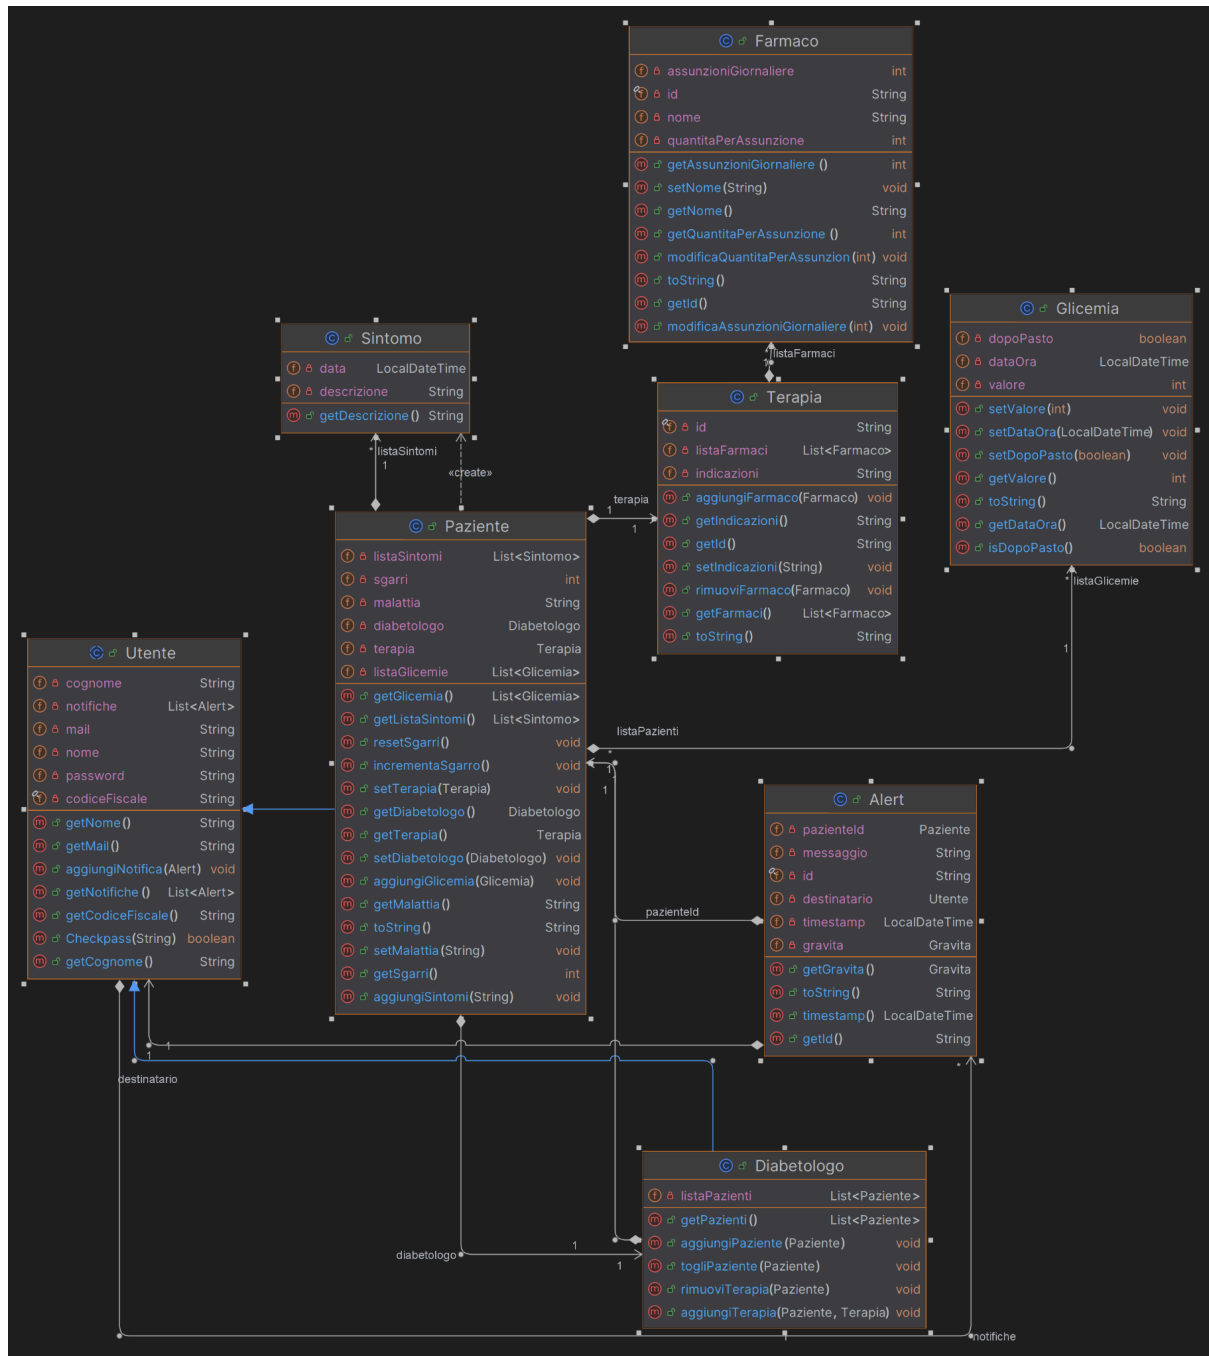 Farmaco
assunzioniGiornaliere int
id String
nome String
quantitaPerAssunzione int
getAssunzioniGiornaliere () int
setNome(String) void
getNome() String
getQuantitaPerAssunzione () int
modificaQuantitaPerAssunzion(int) void
toString() String
getId() String
modificaAssunzioniGiornaliere(int) void
Glicemia
dopoPasto boolean
dataOra LocalDateTime
valore int
setValore(int) void
setDataOra(LocalDateTime) void
setDopoPasto(boolean) void
getValore() int
toString() String
getDataOra() LocalDateTime
isDopoPasto() boolean
Sintomo
data LocalDateTime
descrizione String
getDescrizione() String
listaFarmaci
Terapia
id String
listaFarmaci List<Farmaco>
indicazioni String
aggiungiFarmaco(Farmaco) void
getIndicazioni() String
getId() String
setIndicazioni(String) void
rimuoviFarmaco(Farmaco) void
getFarmaci() List<Farmaco>
toString() String
* listaSintomi
1
«create»
terapia
1
1
* listaGlicemie
1
Paziente
listaSintomi List<Sintomo>
sgarri int
malattia String
diabetologo Diabetologo
terapia Terapia
listaGlicemie List<Glicemia>
getGlicemia() List<Glicemia>
getListaSintomi() List<Sintomo>
resetSgarri() void
incrementaSgarro() void
setTerapia(Terapia) void
getDiabetologo() Diabetologo
getTerapia() Terapia
setDiabetologo(Diabetologo) void
aggiungiGlicemia(Glicemia) void
getMalattia() String
toString() String
setMalattia(String) void
getSgarri() int
aggiungiSintomi(String) void
Utente
cognome String
notifiche List<Alert>
mail String
nome String
password String
codiceFiscale String
getNome() String
getMail() String
aggiungiNotifica(Alert) void
getNotifiche() List<Alert>
getCodiceFiscale() String
Checkpass(String) boolean
getCognome() String
listaPazienti
*
1
1
pazienteId
Alert
pazienteId Paziente
messaggio String
id String
destinatario Utente
timestamp LocalDateTime
gravita Gravita
getGravita() Gravita
toString() String
timestamp() LocalDateTime
getId() String
1
1
destinatario
*
Diabetologo
listaPazienti List<Paziente>
getPazienti() List<Paziente>
aggiungiPaziente(Paziente) void
togliPaziente(Paziente) void
rimuoviTerapia(Paziente) void
aggiungiTerapia(Paziente, Terapia) void
diabetologo
1
1
1
notifiche